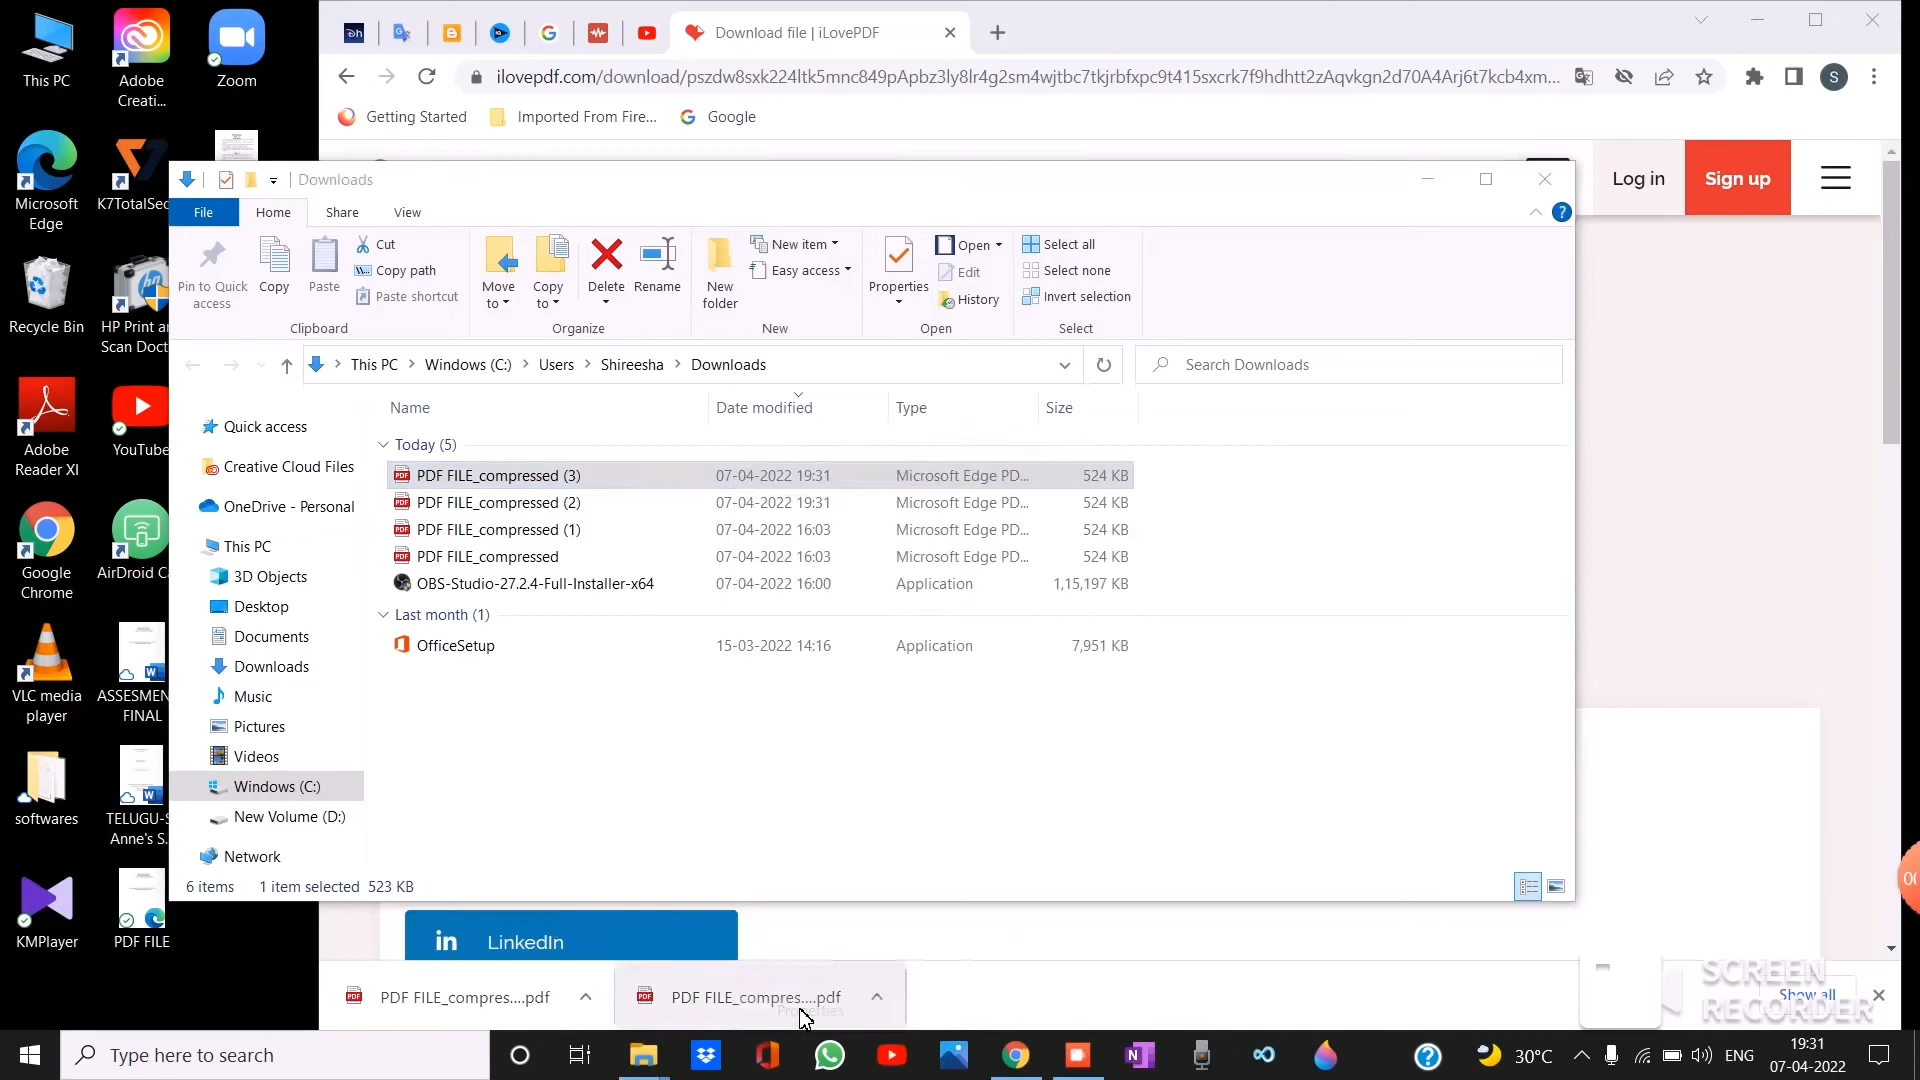 This PC
Adobe
Creati...
Zoom
Microsoft
Edge
K7TotalSec
Recycle Bin
HP Print a
Scan Doct
Adobe
Reader XI
YouTube
Google
Chrome
AirDroid Ca
VLC media
player
ASSESMEN
FINAL
softwares
TELUGU-S
Anne's S.
KMPlayer
PDF FILE
Download file | iLovePDF
ilovepdf.com/download/pszdw8sxk224ltk5mnc849pApbz3ly8lr4g2sm4wjtbc7tkjrbfxpc9t415sxcrk7f9hdhtt2zAqvkgn2d70A4Arj6t7kcb4xm...
S
Getting Started
Imported From Fire...
Google
Log in
Sign up
Downloads
File
Home
Share
View
Pin to Quick
access
Copy
Paste
Cut
Copy path
Paste shortcut
Clipboard
Move
to
Copy
to
Delete
Rename
Organize
New
folder
New item
Easy access
New
Properties
Open
Edit
History
Open
Select all
Select none
Invert selection
Select
This PC
Windows (C:)
Users
Shireesha
Downloads
Search Downloads
Name
Date modified
Type
Size
Quick access
Creative Cloud Files
OneDrive - Personal
This PC
3D Objects
Desktop
Documents
Downloads
Music
Pictures
Videos
Windows (C:)
New Volume (D:)
Network
Today (5)
PDF FILE_compressed (3) 07-04-2022 19:31 Microsoft Edge PD... 524 KB
PDF FILE_compressed (2) 07-04-2022 19:31 Microsoft Edge PD... 524 KB
PDF FILE_compressed (1) 07-04-2022 16:03 Microsoft Edge PD... 524 KB
PDF FILE_compressed 07-04-2022 16:03 Microsoft Edge PD... 524 KB
OBS-Studio-27.2.4-Full-Installer-x64 07-04-2022 16:00 Application 1,15,197 KB
Last month (1)
OfficeSetup 15-03-2022 14:16 Application 7,951 KB
6 items 1 item selected 523 KB
in LinkedIn
PDF FILE_compres....pdf
PDF FILE_compres....pdf
Properties
Show all
SCREEN
RECORDER
Type here to search
30°C
ENG
19:31
07-04-2022